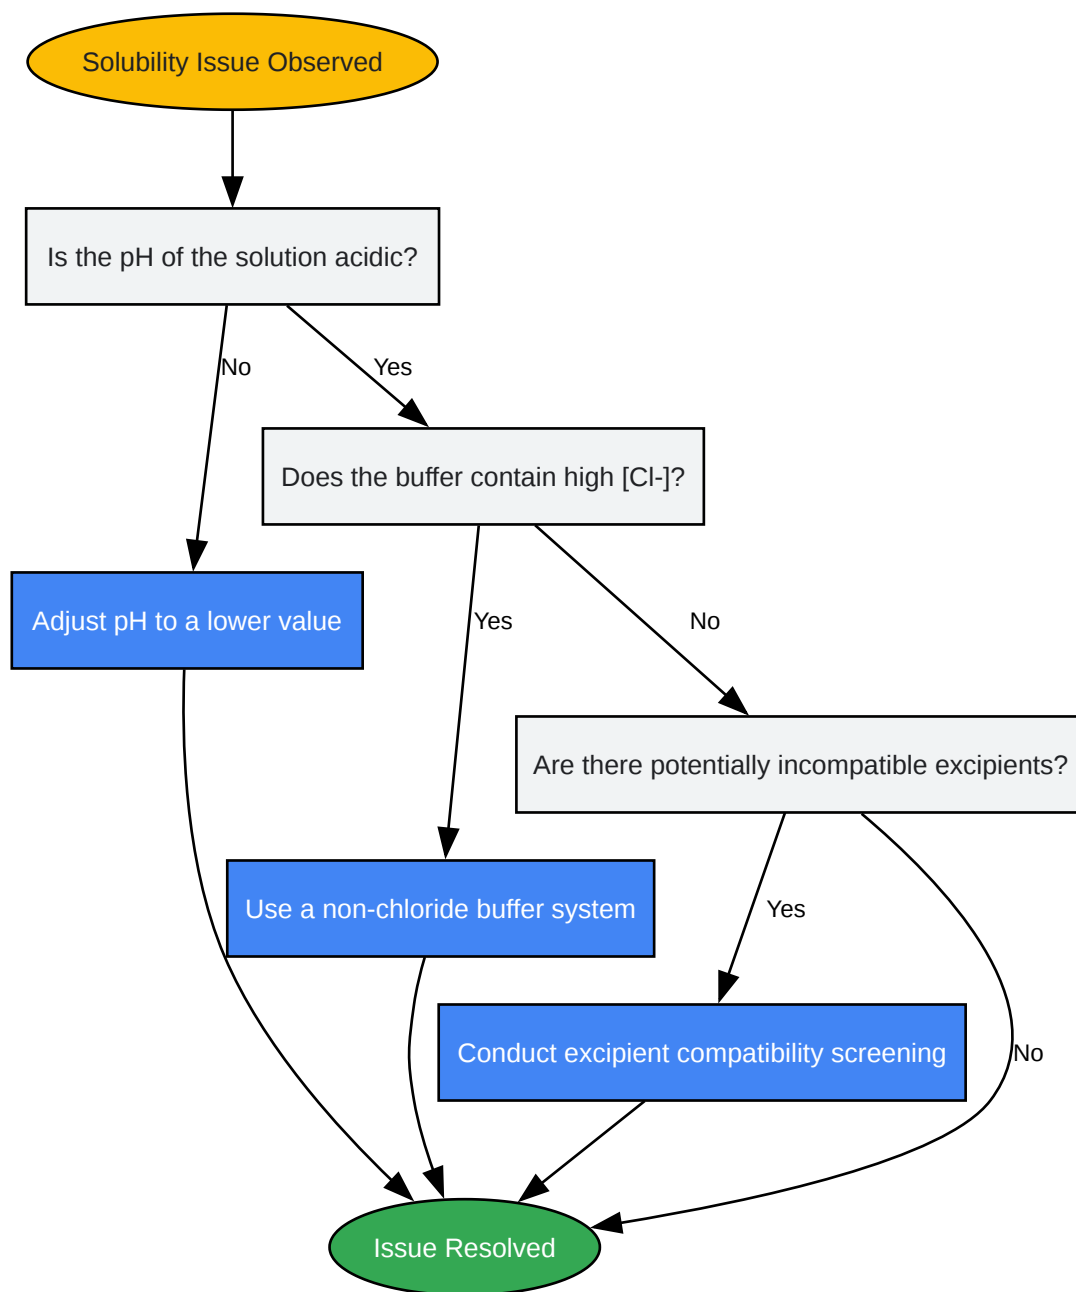 Solubility Issue Observed
Is the pH of the solution acidic?
No
Yes
Does the buffer contain high [Cl-]?
Adjust pH to a lower value
Yes
No
Are there potentially incompatible excipients?
Use a non-chloride buffer system
Yes
Conduct excipient compatibility screening
No
Issue Resolved